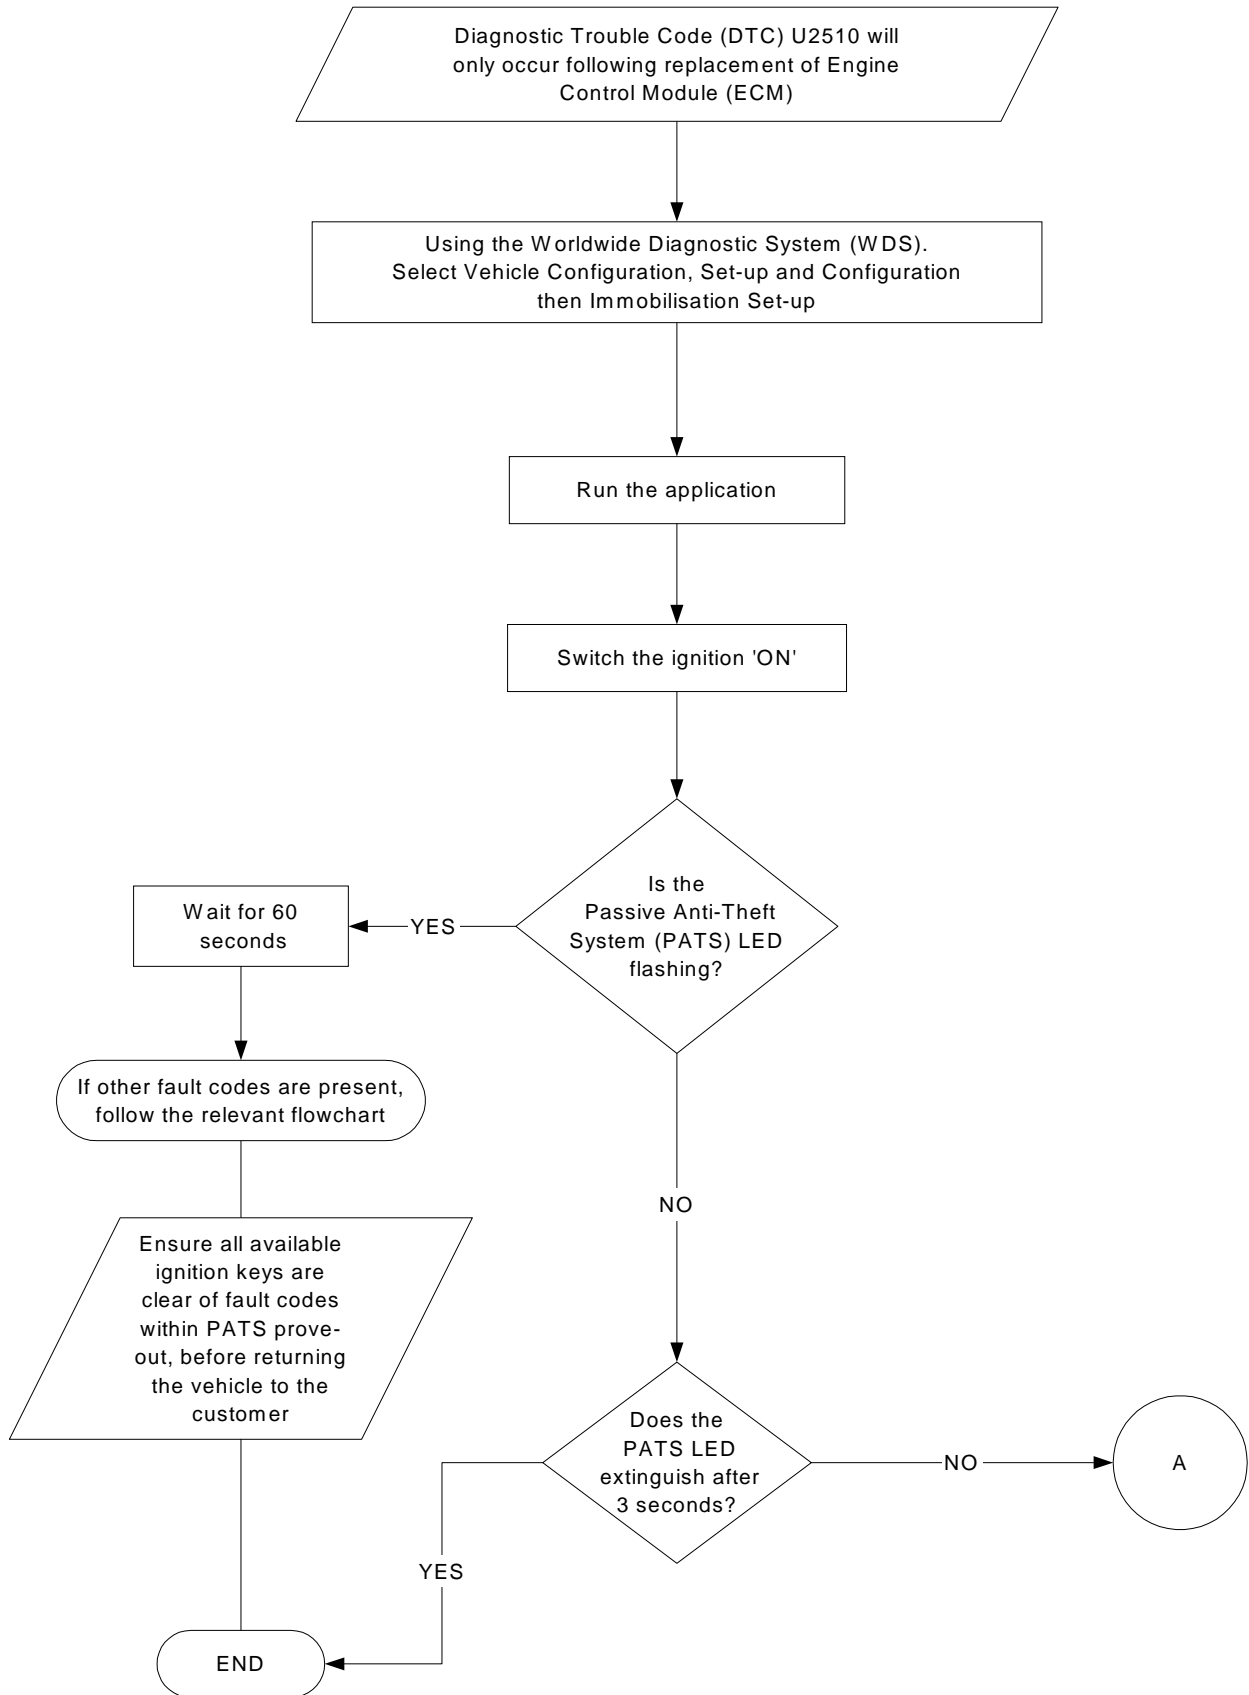 Diagnostic Trouble Code (DTC) U2510 will
only occur following replacement of Engine
Control Module (ECM)
Using the Worldwide Diagnostic System (WDS).
Select Vehicle Configuration, Set-up and Configuration
then Immobilisation Set-up
Run the application
Switch the ignition 'ON'
Is the
Passive Anti-Theft
System (PATS) LED
flashing?
YES
Wait for 60
seconds
If other fault codes are present,
follow the relevant flowchart
NO
Ensure all available
ignition keys are
clear of fault codes
within PATS prove-
out, before returning
the vehicle to the
customer
Does the
PATS LED
extinguish after
3 seconds?
NO
A
YES
END